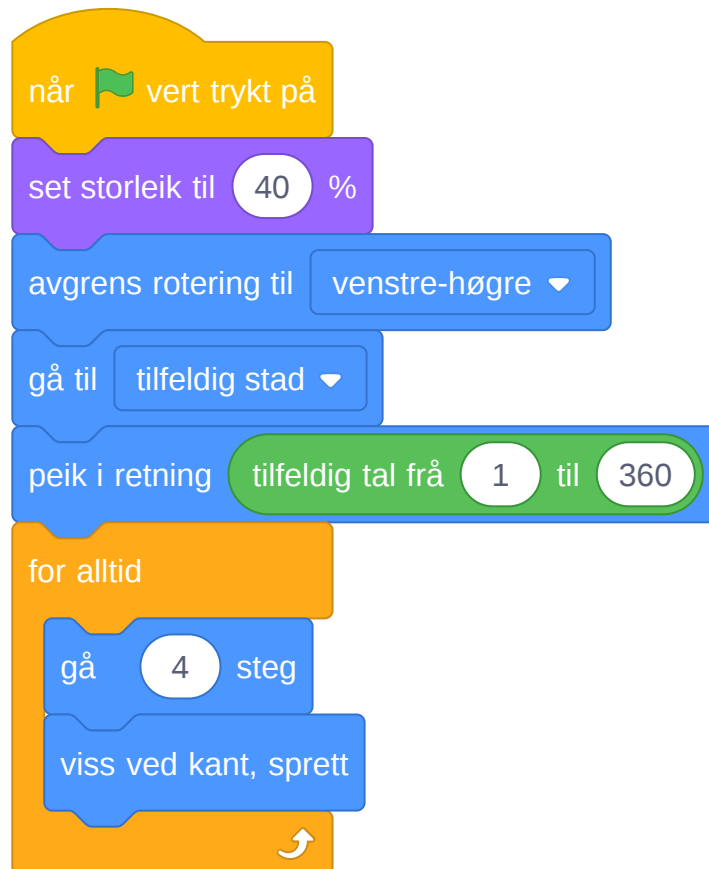 når vert trykt på
set storleik til 40 %
avgrens rotering til venstre-høgre
gå til tilfeldig stad
peik i retning tilfeldig tal frå 1 til 360
for alltid
gå 4 steg
viss ved kant, sprett